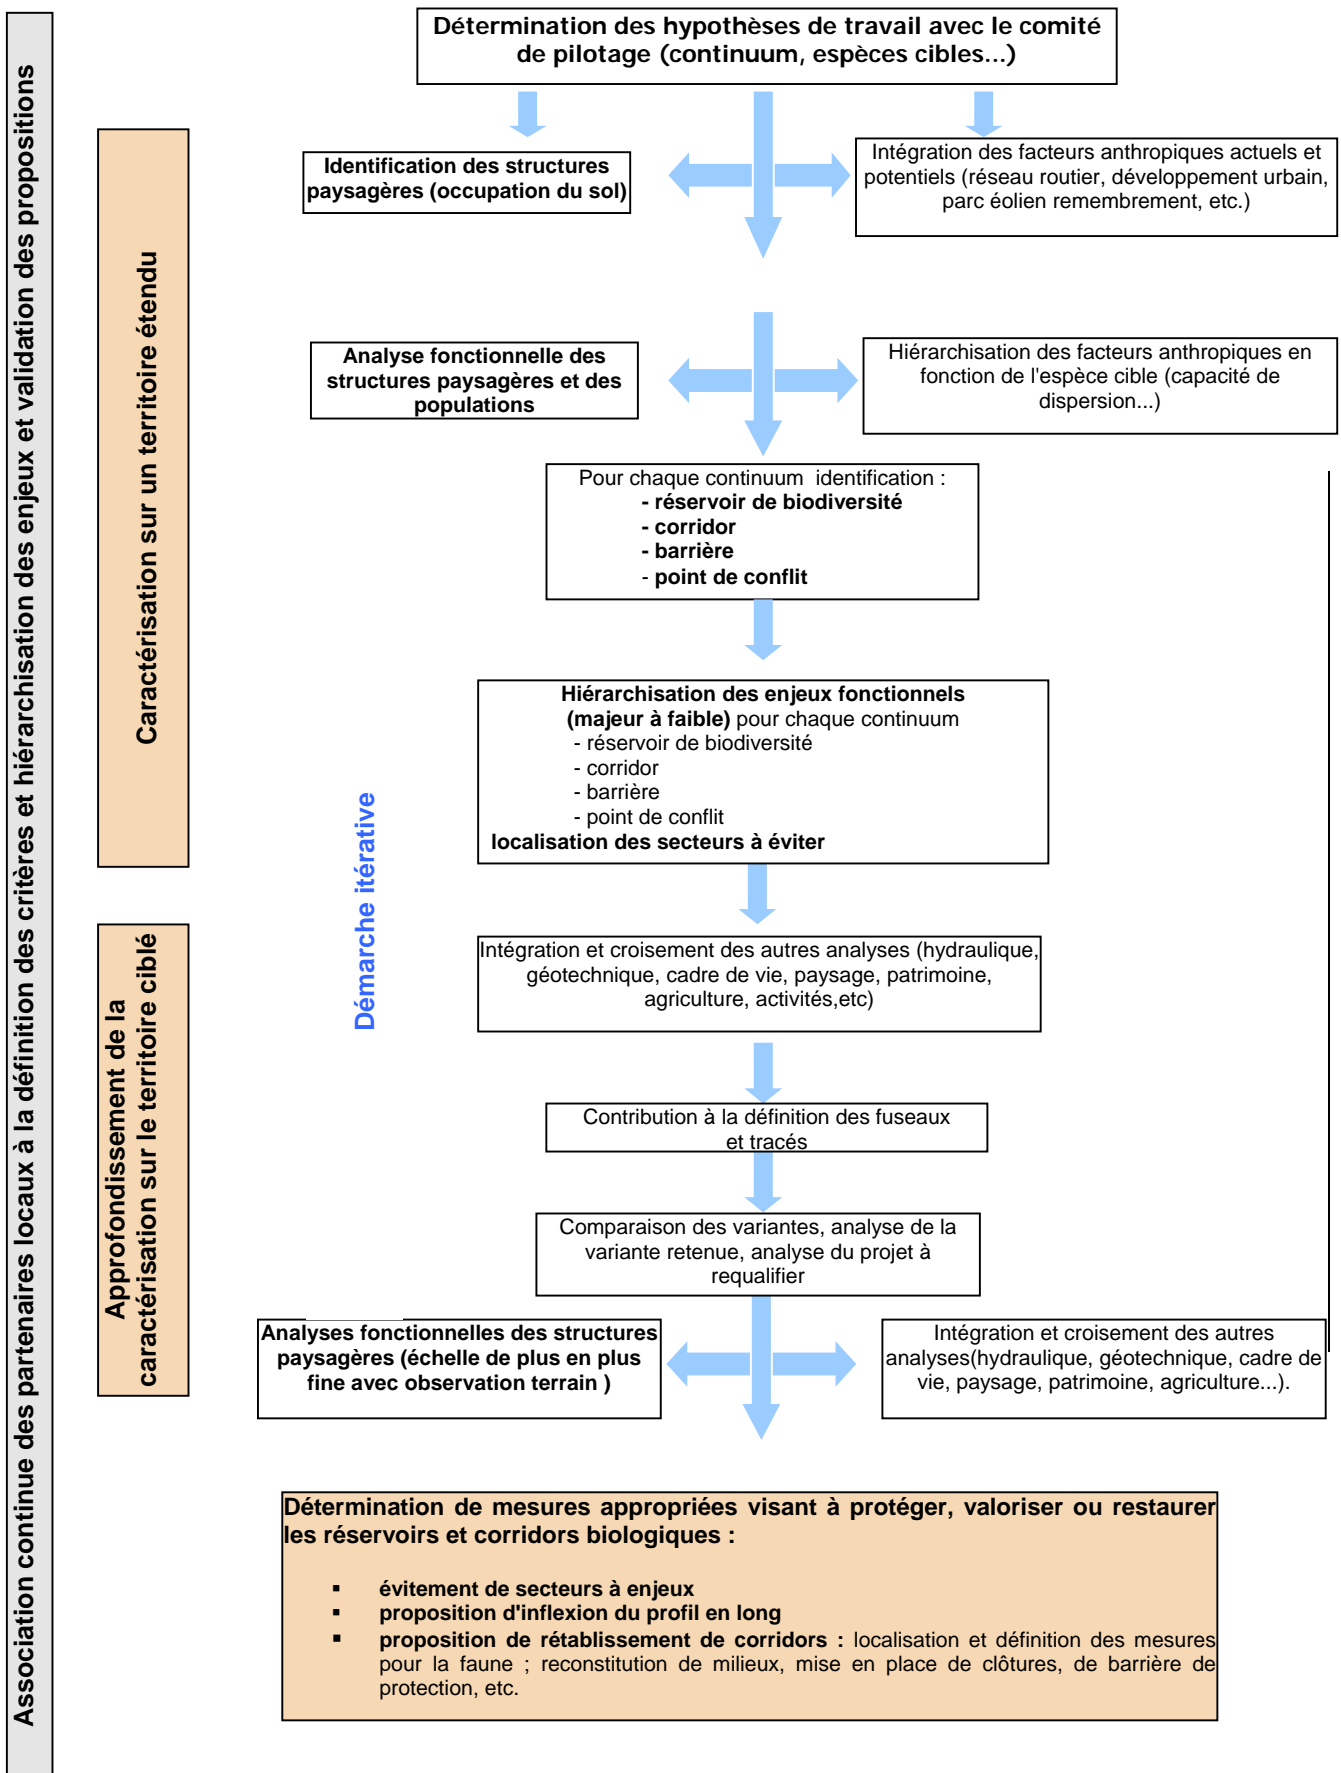 Association continue des partenaires locaux à la définition des critères et hiérarchisation des enjeux et validation des propositions
Caractérisation sur un territoire étendu
Approfondissement de la
caractérisation sur le territoire ciblé
Démarche itérative
Détermination des hypothèses de travail avec le comité
de pilotage (continuum, espèces cibles...)
Identification des structures
paysagères (occupation du sol)
Intégration des facteurs anthropiques actuels et
potentiels (réseau routier, développement urbain,
parc éolien remembrement, etc.)
Analyse fonctionnelle des
structures paysagères et des
populations
Hiérarchisation des facteurs anthropiques en
fonction de l'espèce cible (capacité de
dispersion...)
Pour chaque continuum  identification :
- réservoir de biodiversité
- corridor
- barrière
- point de conflit
Hiérarchisation des enjeux fonctionnels
(majeur à faible) pour chaque continuum
- réservoir de biodiversité
- corridor
- barrière
- point de conflit
localisation des secteurs à éviter
Intégration et croisement des autres analyses (hydraulique,
géotechnique, cadre de vie, paysage, patrimoine,
agriculture, activités,etc)
Contribution à la définition des fuseaux
et tracés
Comparaison des variantes, analyse de la
variante retenue, analyse du projet à
requalifier
Analyses fonctionnelles des structures
paysagères (échelle de plus en plus
fine avec observation terrain )
Intégration et croisement des autres
analyses(hydraulique, géotechnique, cadre de
vie, paysage, patrimoine, agriculture...).
Détermination de mesures appropriées visant à protéger, valoriser ou restaurer
les réservoirs et corridors biologiques :
▪ évitement de secteurs à enjeux
▪ proposition d'inflexion du profil en long
▪ proposition de rétablissement de corridors : localisation et définition des mesures
pour la faune ; reconstitution de milieux, mise en place de clôtures, de barrière de
protection, etc.